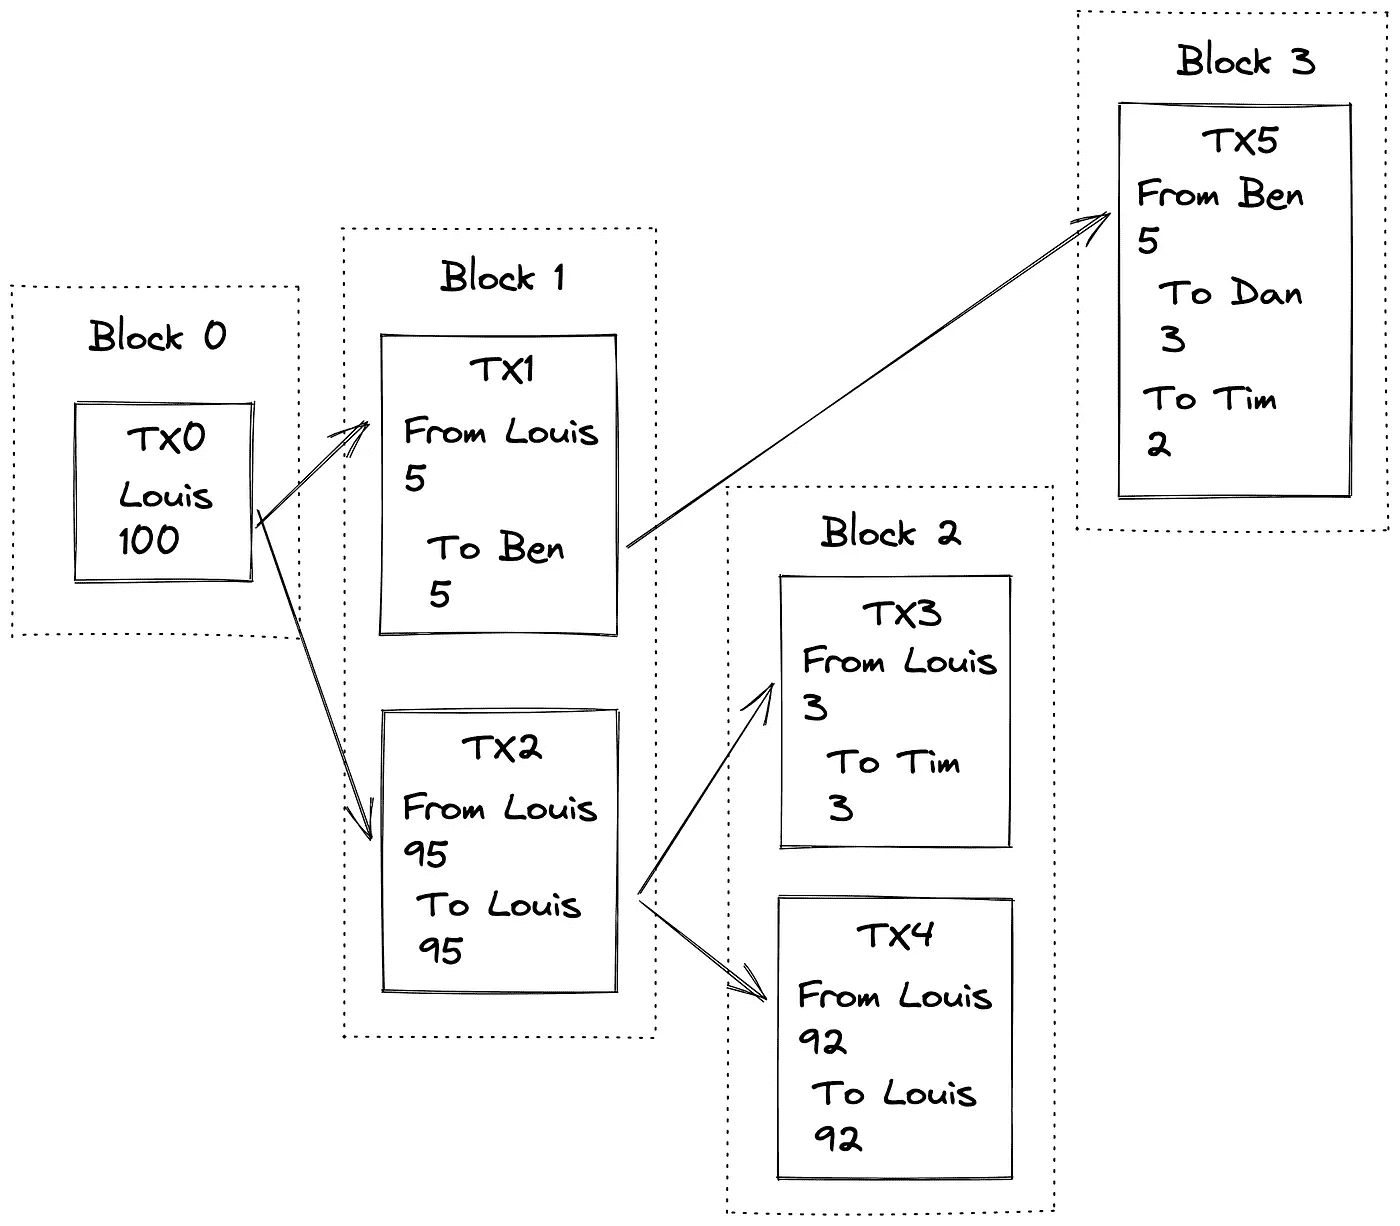 Block 0
TX0
Louis
100
Block 1
TX1
From Louis
5
To Ben
5
TX2
From Louis
95
To Louis
95
Block 2
TX3
From Louis
3
To Tim
3
TX4
From Louis
92
To Louis
92
Block 3
TX5
From Ben
5
To Dan
3
To Tim
2